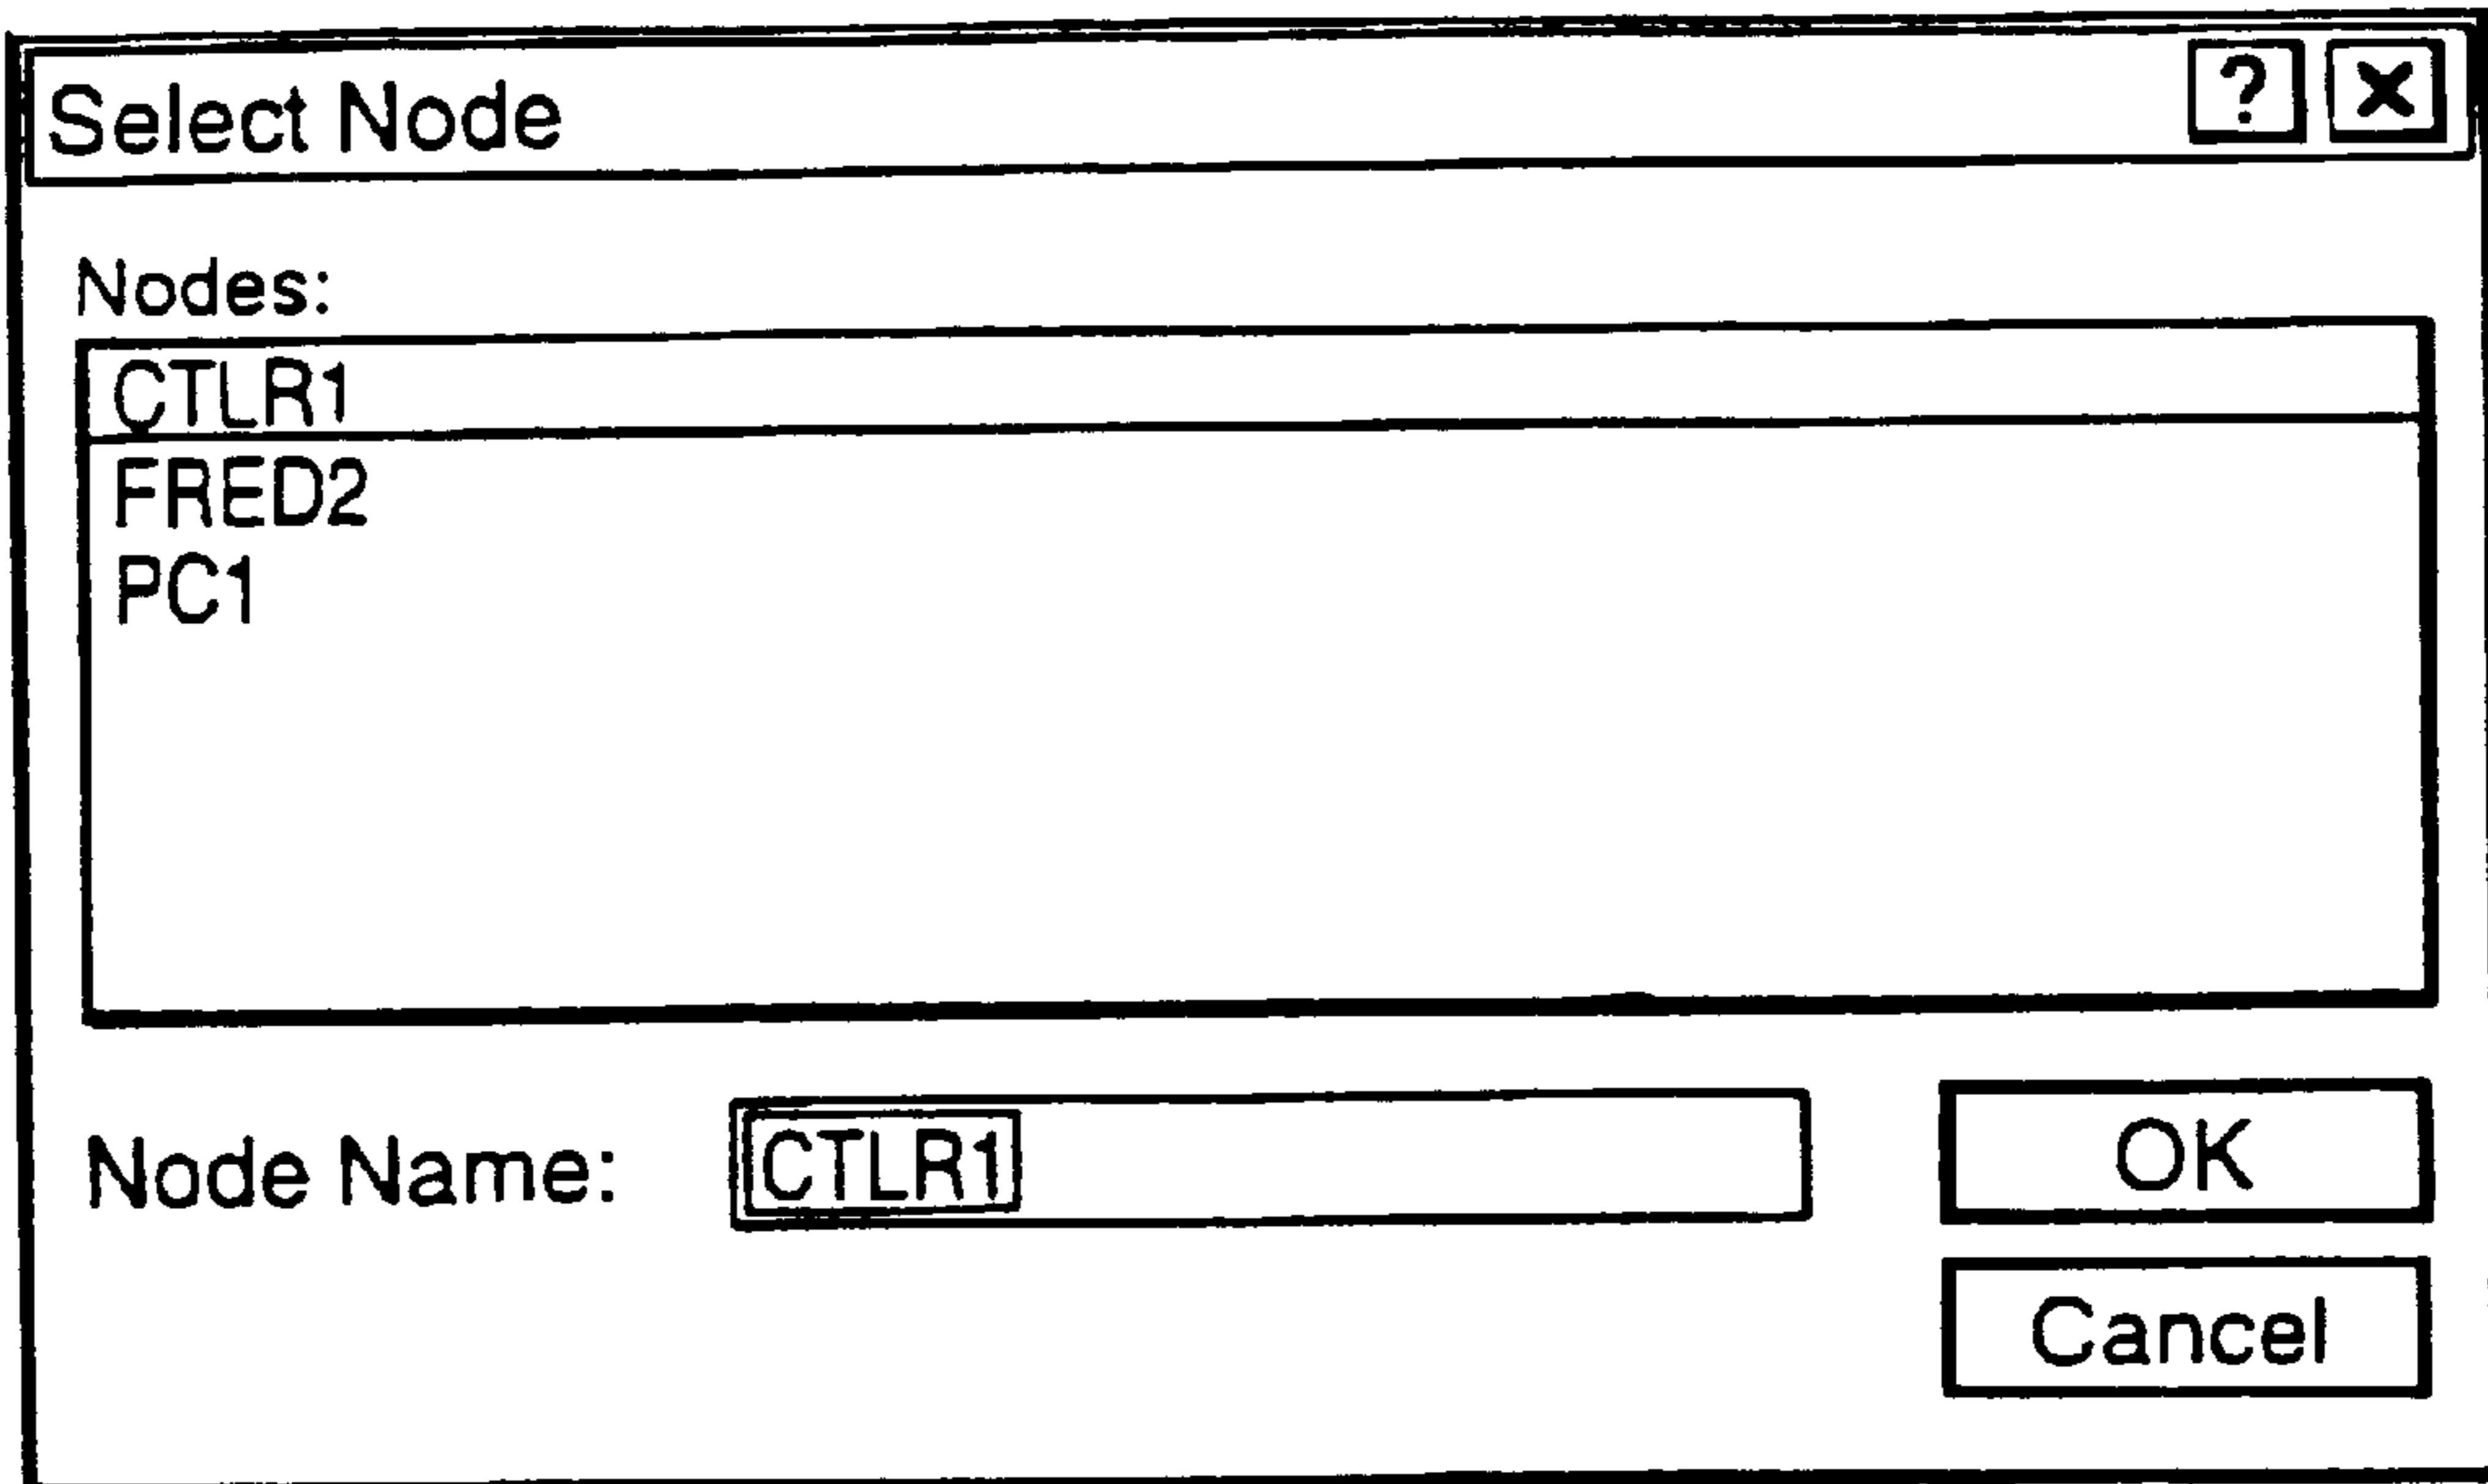 Select Node ?
Nodes:
CTLR1
FRED2
PC1
Node Name: CTLR1 OK
Cancel